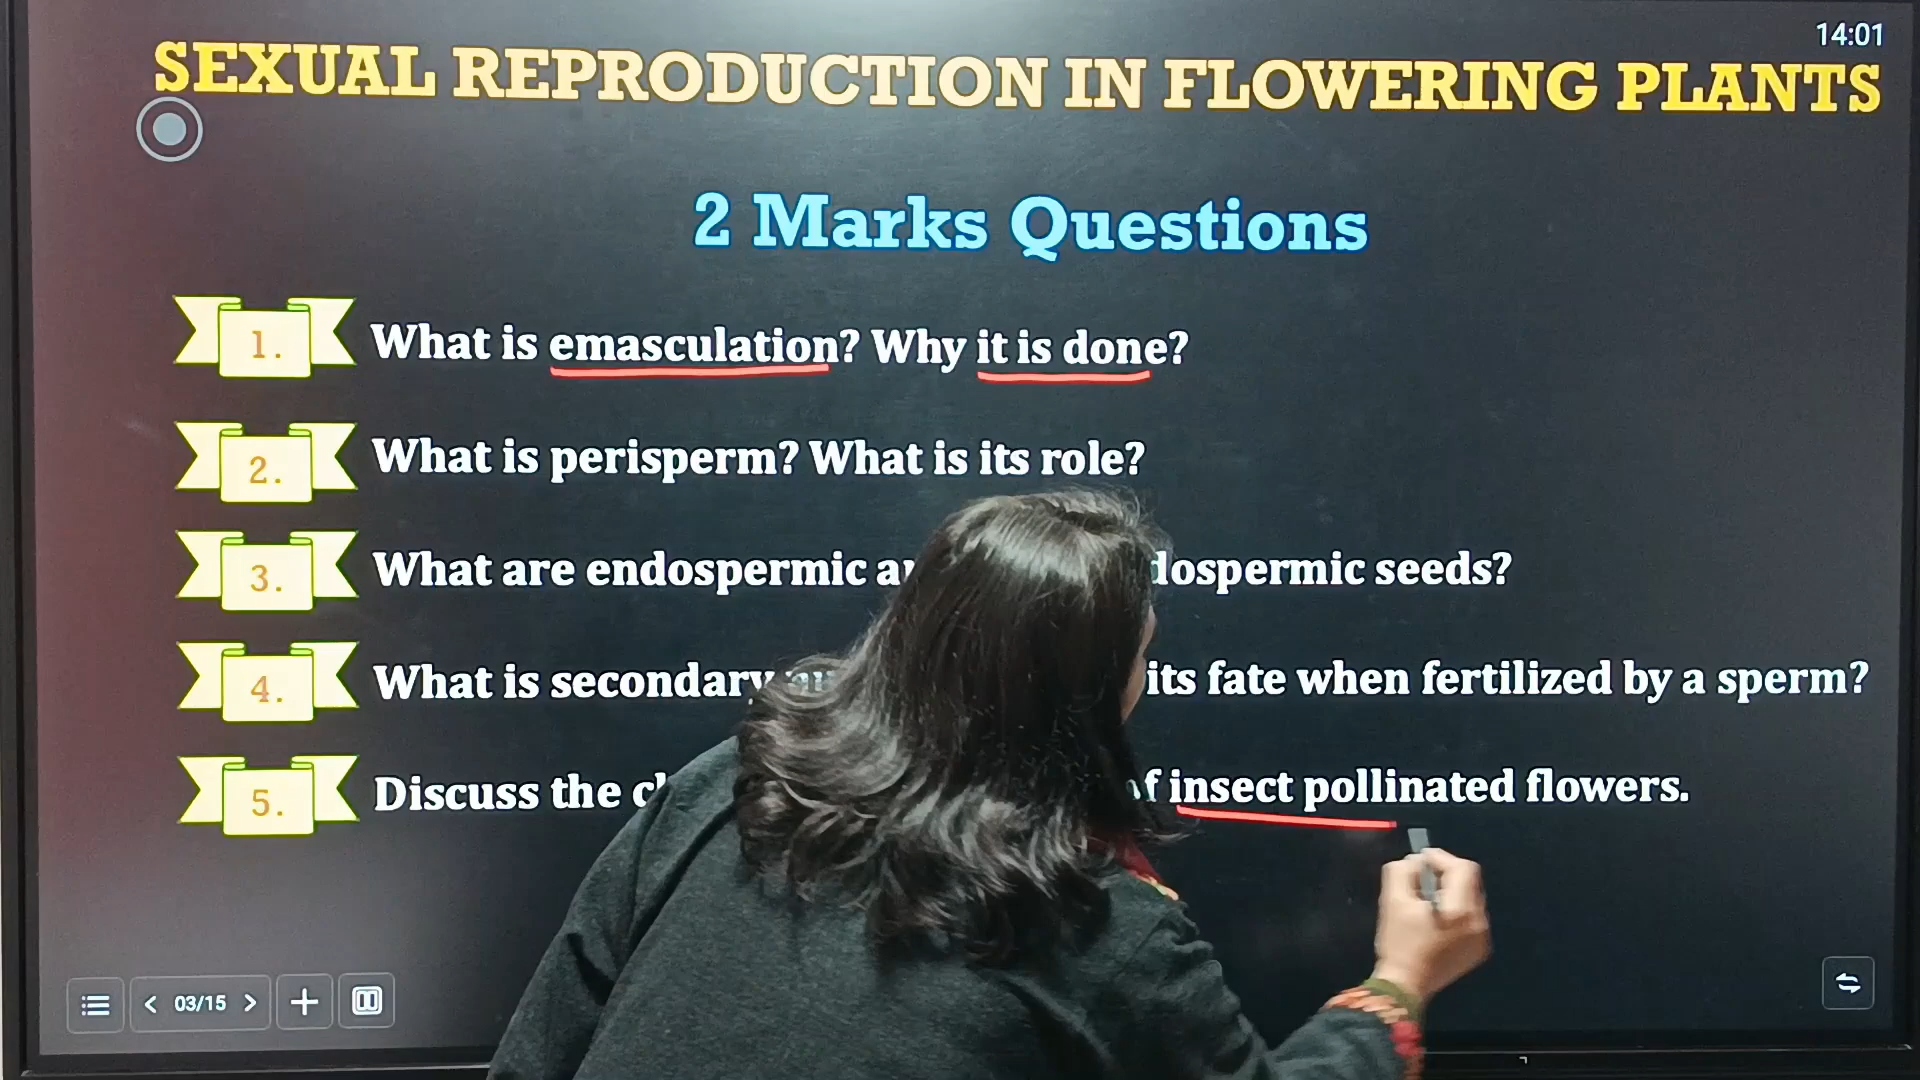 14:01
SEXUAL REPRODUCTION IN FLOWERING PLANTS
2 Marks Questions
1. What is emasculation? Why it is done?
2. What is perisperm? What is its role?
3. What are endospermic seeds?
4. What is secondary its fate when fertilized by a sperm?
5. Discuss the insect pollinated flowers.
03/15